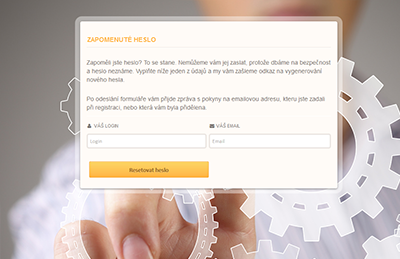 ZAPOMENUTÉ HESLO
Zapoměli jste heslo? To se stane. Nemůžeme vám jej zaslat, protože dbáme na bezpečnost
a heslo neznáme. Vyplňte níže jeden z údajů a my vám zašleme odkaz na vygenerování
nového hesla.
Po odeslání formuláře vám přijde zpráva s pokyny na emailovou adresu, kterou jste zadali
při registraci, nebo která vám byla přidělena.
VÁŠ LOGIN VÁŠ EMAIL
Login Email
Resetovat heslo